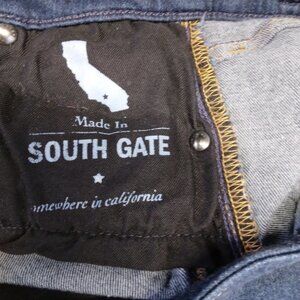 Made In
SOUTH GATE
omewhere in california